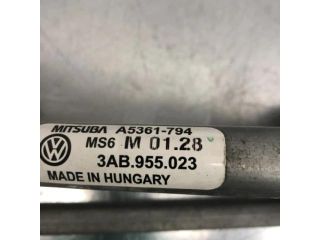 MITSUBA A5361-794
MS6 M 01.28
3AB.955.023
MADE IN HUNGARY